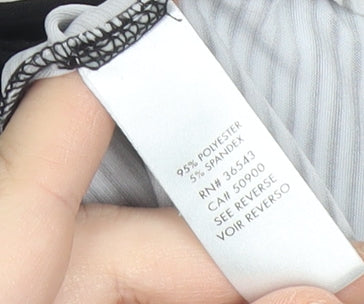 95% POLYESTER
5% SPANDEX
RN# 36543
CA# 50900
SEE REVERSE
VOIR REVERSO